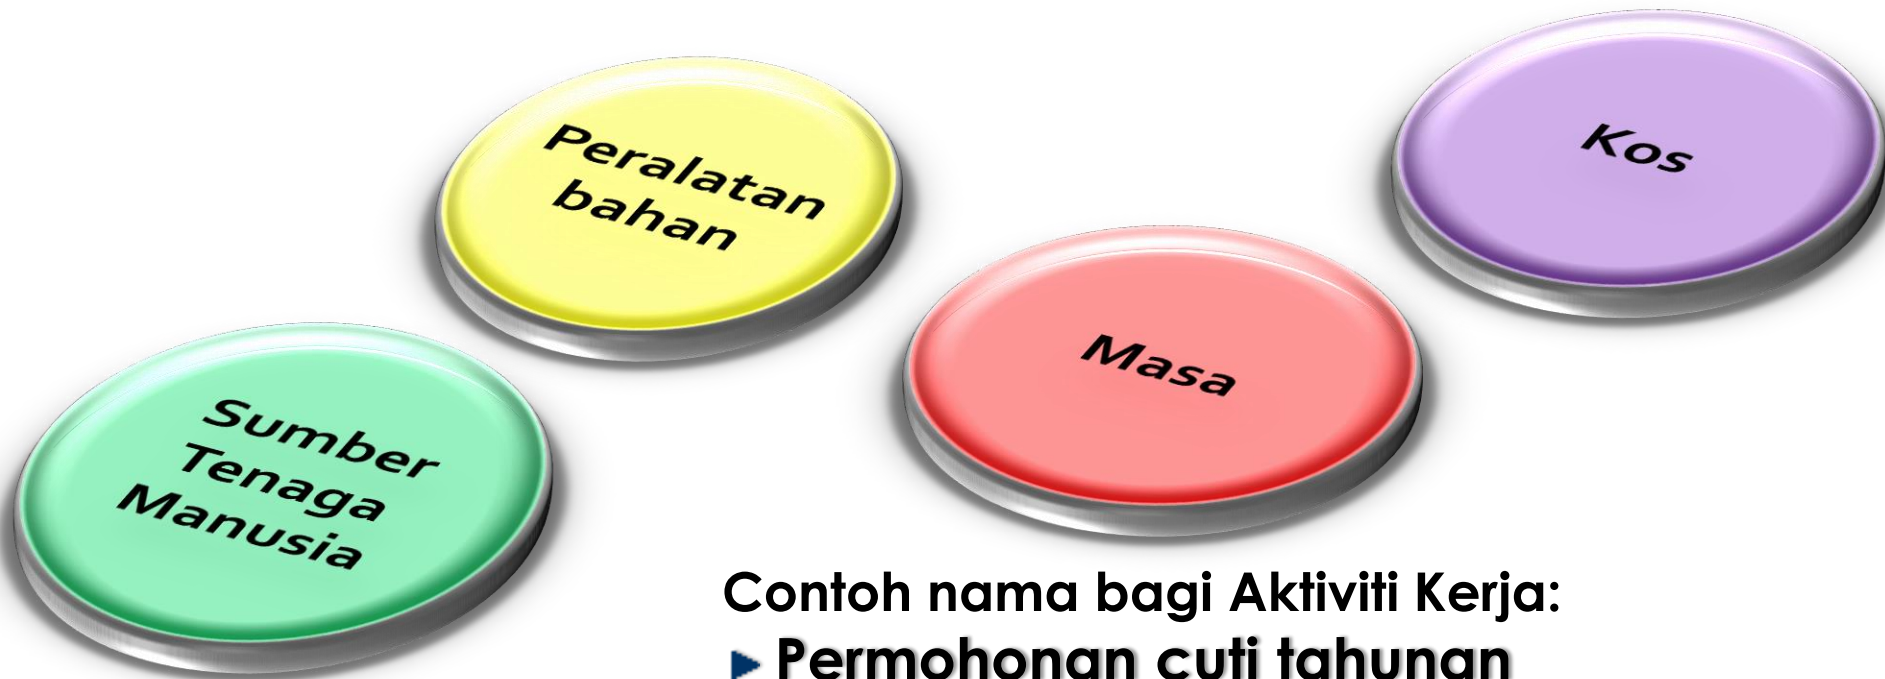 Peralatan
bahan
Kos
Masa
Sumber
Tenaga
Manusia
Contoh nama bagi Aktiviti Kerja:
Permohonan cuti tahunan